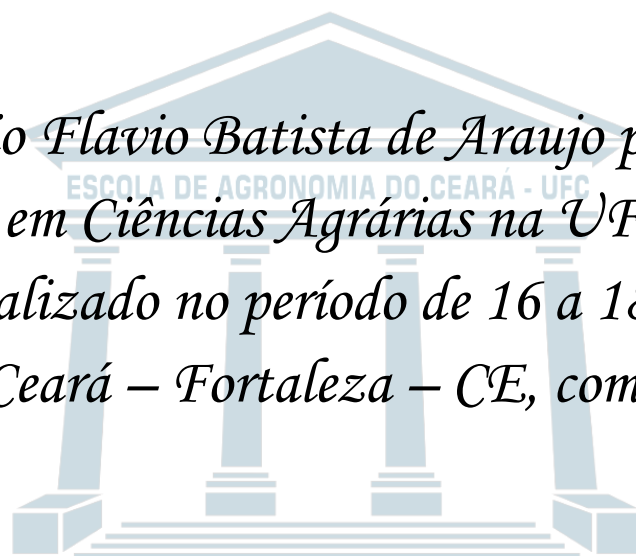 io Flavio Batista de Araujo p
ESCOLA DE AGRONOMIA DO CEARÁ - UFC
em Ciências Agrárias na UF
alizado no período de 16 a 18
Ceará – Fortaleza – CE, com